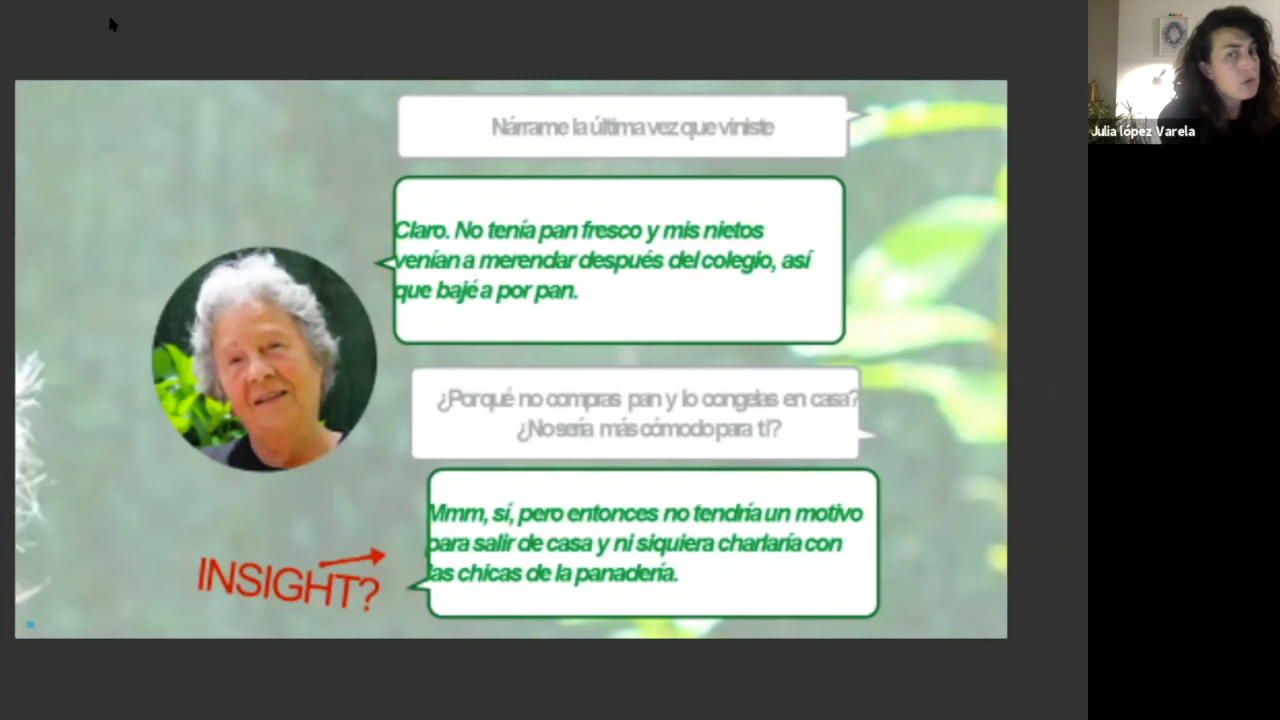 Nárrame la última vez que viniste
Claro. No tenía pan fresco y mis nietos
venían a merendar después del colegio, así
que bajé a por pan.
¿Porqué no compras pan y lo congelas en casa?
¿No sería más cómodo para ti?
Mmm, sí, pero entonces no tendría un motivo
para salir de casa y ni siquiera charlaría con
las chicas de la panadería.
INSIGHT?
Julia lópez Varela